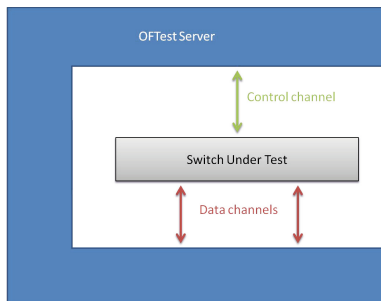 OFTest Server
Control channel
Switch Under Test
Data channels